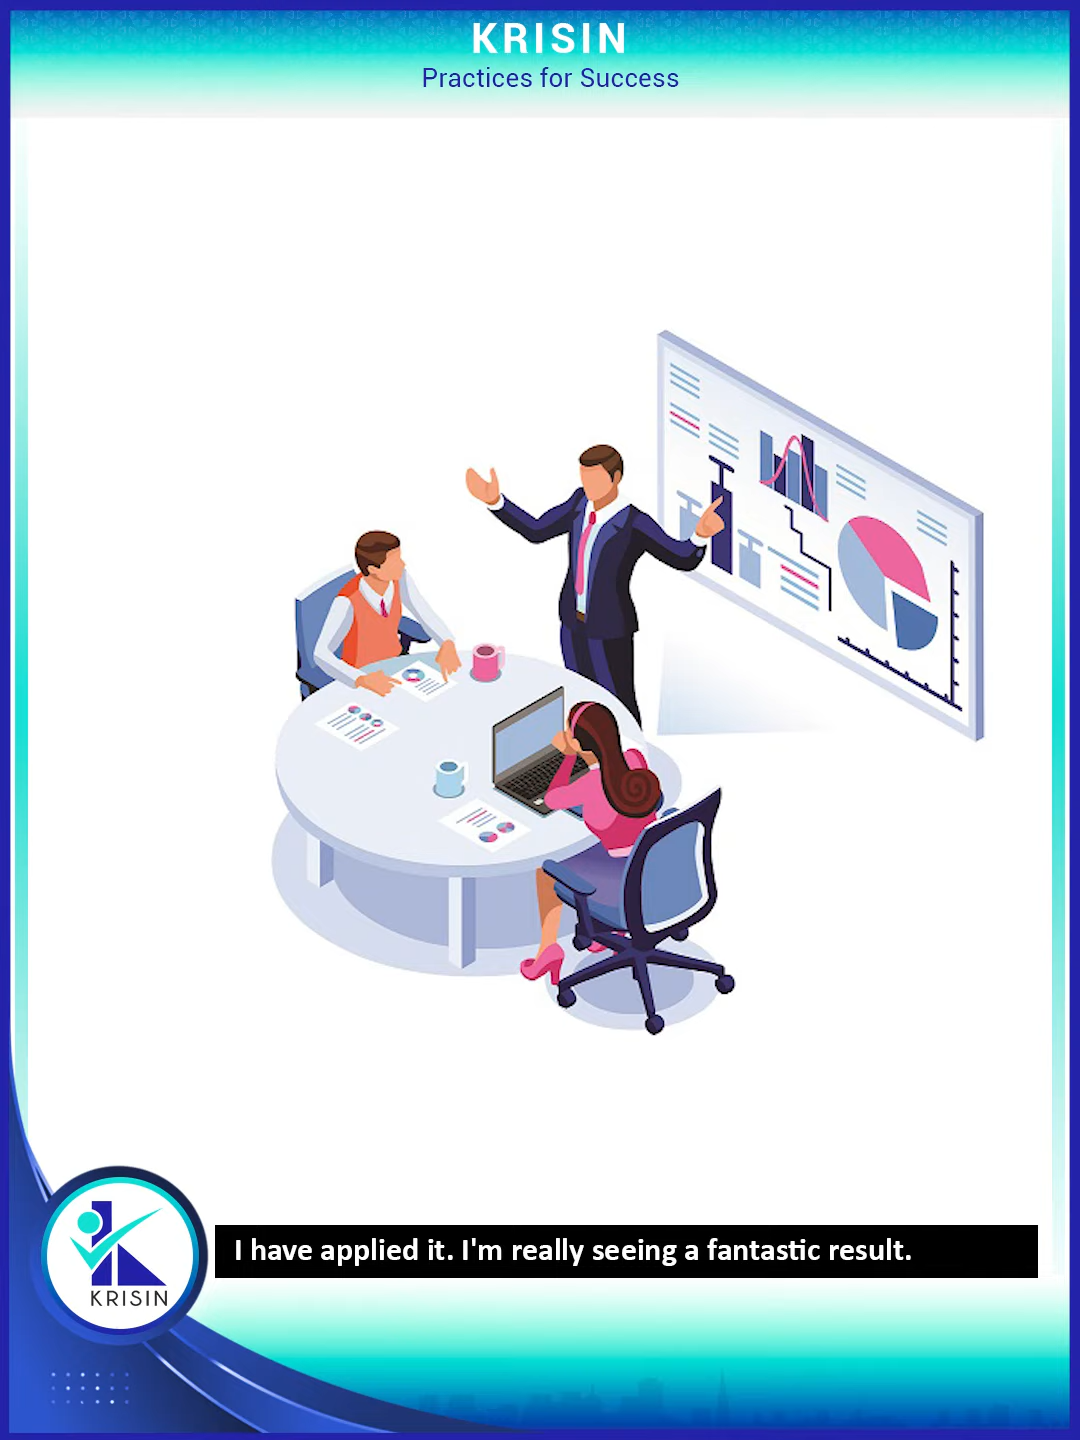 KRISIN
Practices for Success
I have applied it. I'm really seeing a fantastic result.
KRISIN